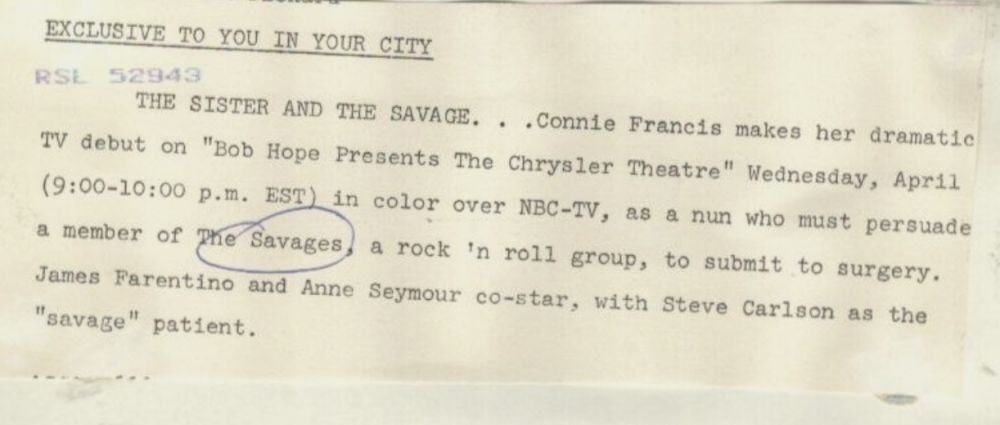 EXCLUSIVE TO YOU IN YOUR CITY
RSL 52943
THE SISTER AND THE SAVAGE. . .Connie Francis makes her dramatic
TV debut on "Bob Hope Presents The Chrysler Theatre" Wednesday, April
(9:00-10:00 p.m. EST) in color over NBC-TV, as a nun who must persuade
a member of The Savages, a rock 'n roll group, to submit to surgery.
James Farentino and Anne Seymour co-star, with Steve Carlson as the
"savage" patient.